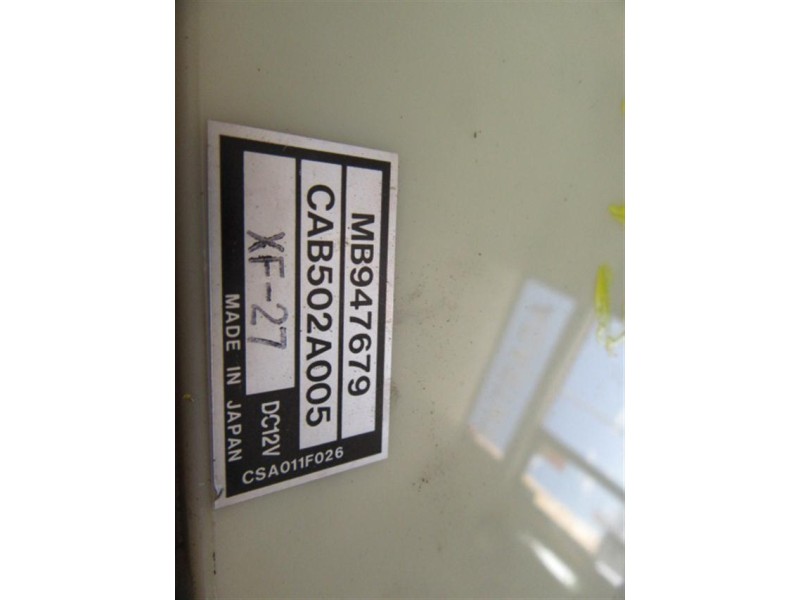 MB947679
CAB502A005
XF-27 DC12V
MADE IN JAPAN CSA011F026